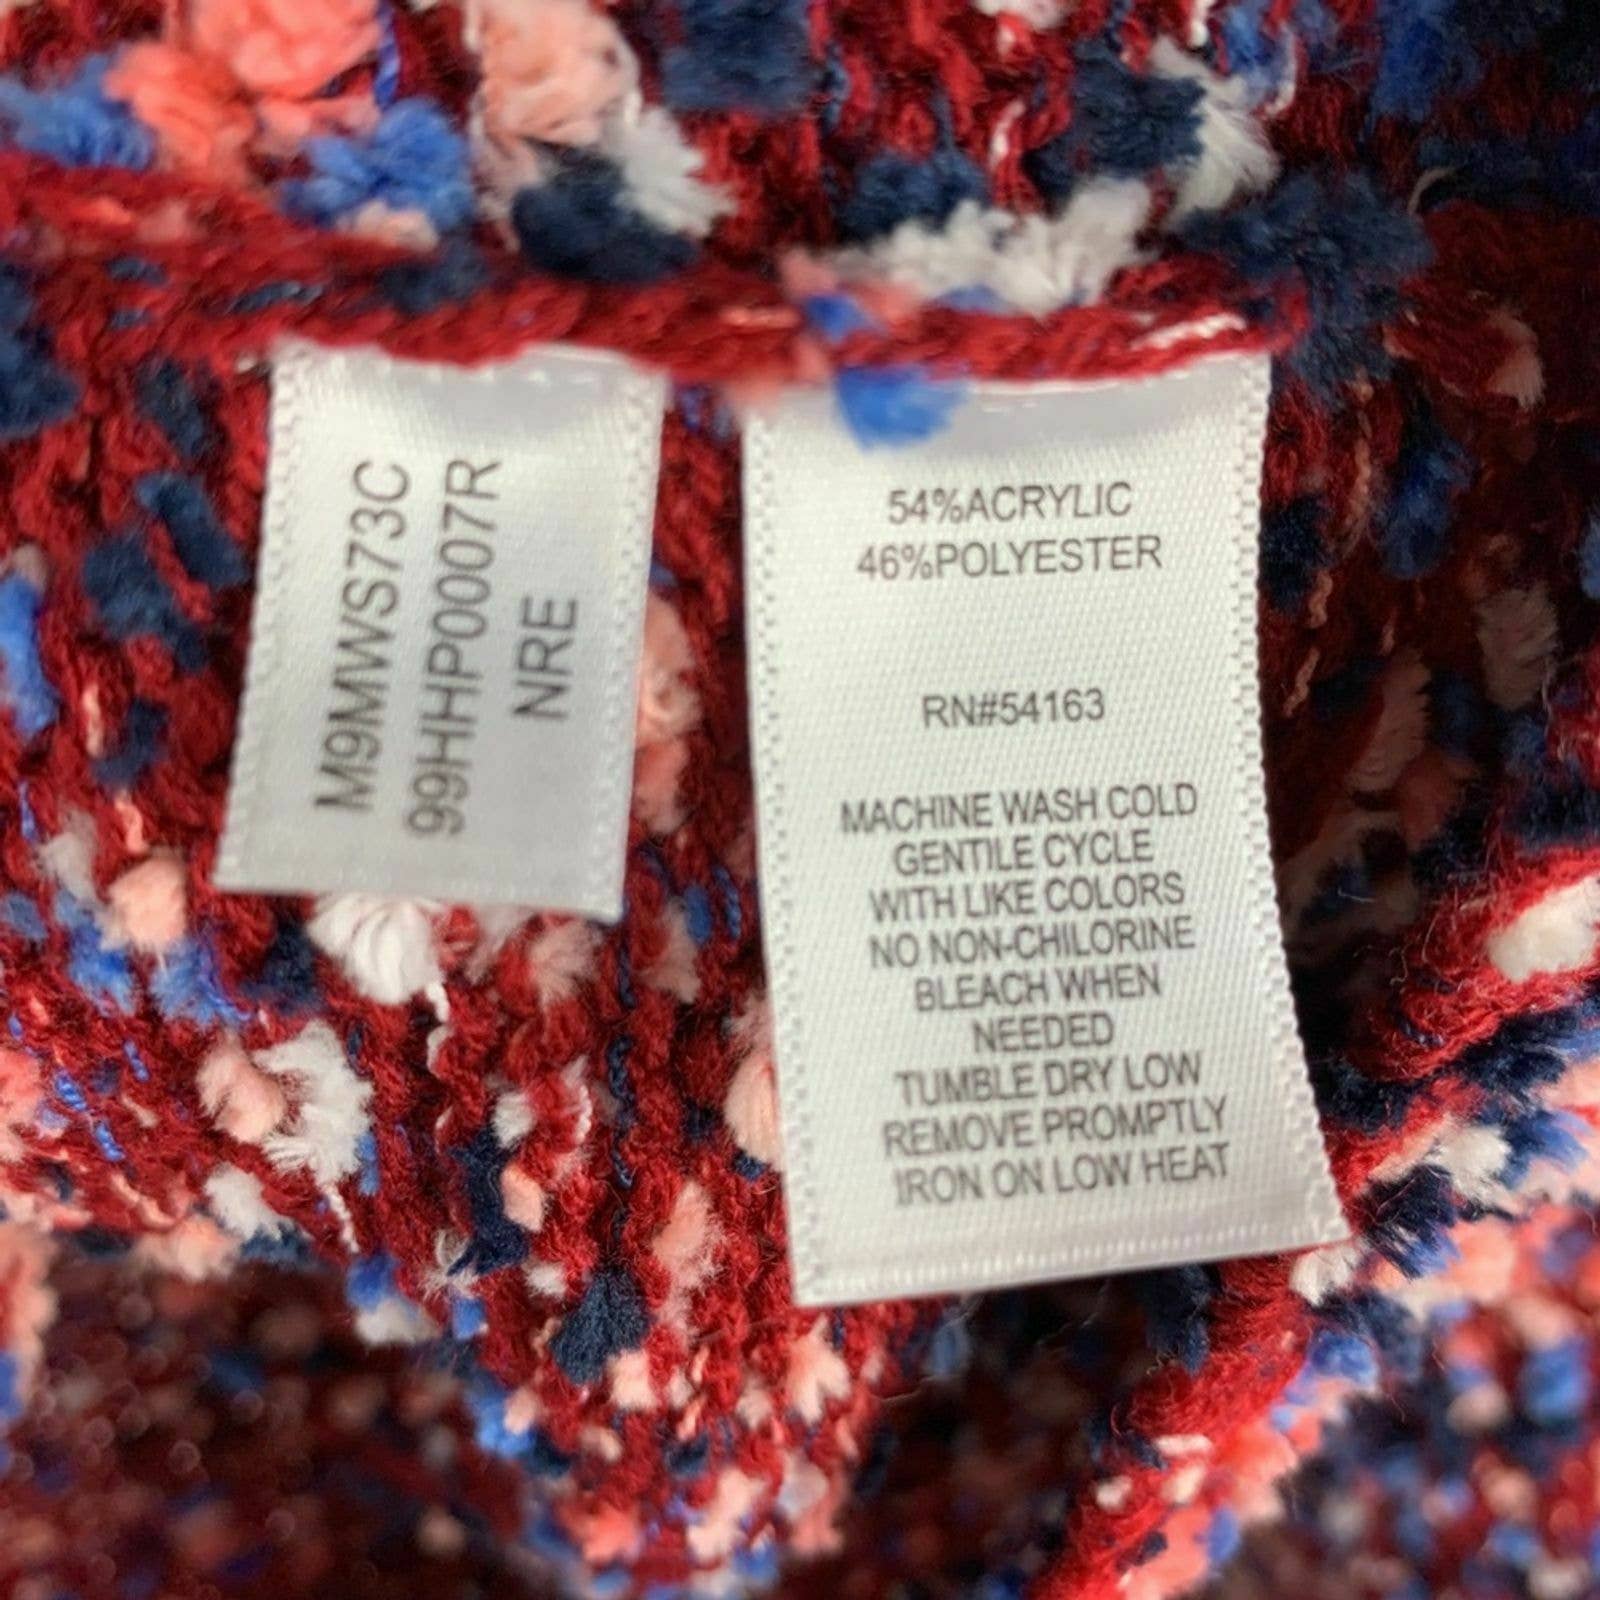 M9MWS73C
99HHP0007R
NRE
54%ACRYLIC
46%POLYESTER
RN#54163
MACHINE WASH COLD
GENTILE CYCLE
WITH LIKE COLORS
NO NON-CHILORINE
BLEACH WHEN
NEEDED
TUMBLE DRY LOW
REMOVE PROMPTLY
IRON ON LOW HEAT